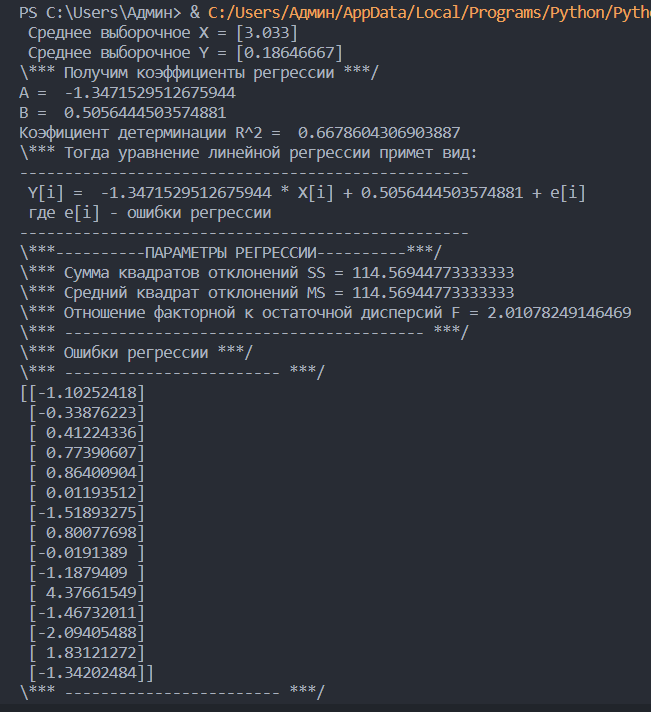 PS C:\Users\Админ> & C:/Users/Админ/AppData/Local/Programs/Python/Pyth
Среднее выборочное X = [3.033]
Среднее выборочное Y = [0.18646667]
\*** Получим коэффициенты регрессии ***/
A =  -1.3471529512675944
B =  0.5056444503574881
Коэфициент детерминации R^2 =  0.6678604306903887
\*** Тогда уравнение линейной регрессии примет вид:
--------------------------------------------------
Y[i] =  -1.3471529512675944 * X[i] + 0.5056444503574881 + e[i]
где e[i] - ошибки регрессии
--------------------------------------------------
\***----------ПАРАМЕТРЫ РЕГРЕССИИ----------***/
\*** Сумма квадратов отклонений SS = 114.56944773333333
\*** Средний квадрат отклонений MS = 114.56944773333333
\*** Отношение факторной к остаточной дисперсий F = 2.01078249146469
\*** ---------------------------------------- ***/
\*** Ошибки регрессии ***/
\*** ------------------------ ***/
[[-1.10252418]
[-0.33876223]
[ 0.41224336]
[ 0.77390607]
[ 0.86400904]
[ 0.01193512]
[-1.51893275]
[ 0.80077698]
[-0.0191389 ]
[-1.1879409 ]
[ 4.37661549]
[-1.46732011]
[-2.09405488]
[ 1.83121272]
[-1.34202484]]
\*** ------------------------ ***/